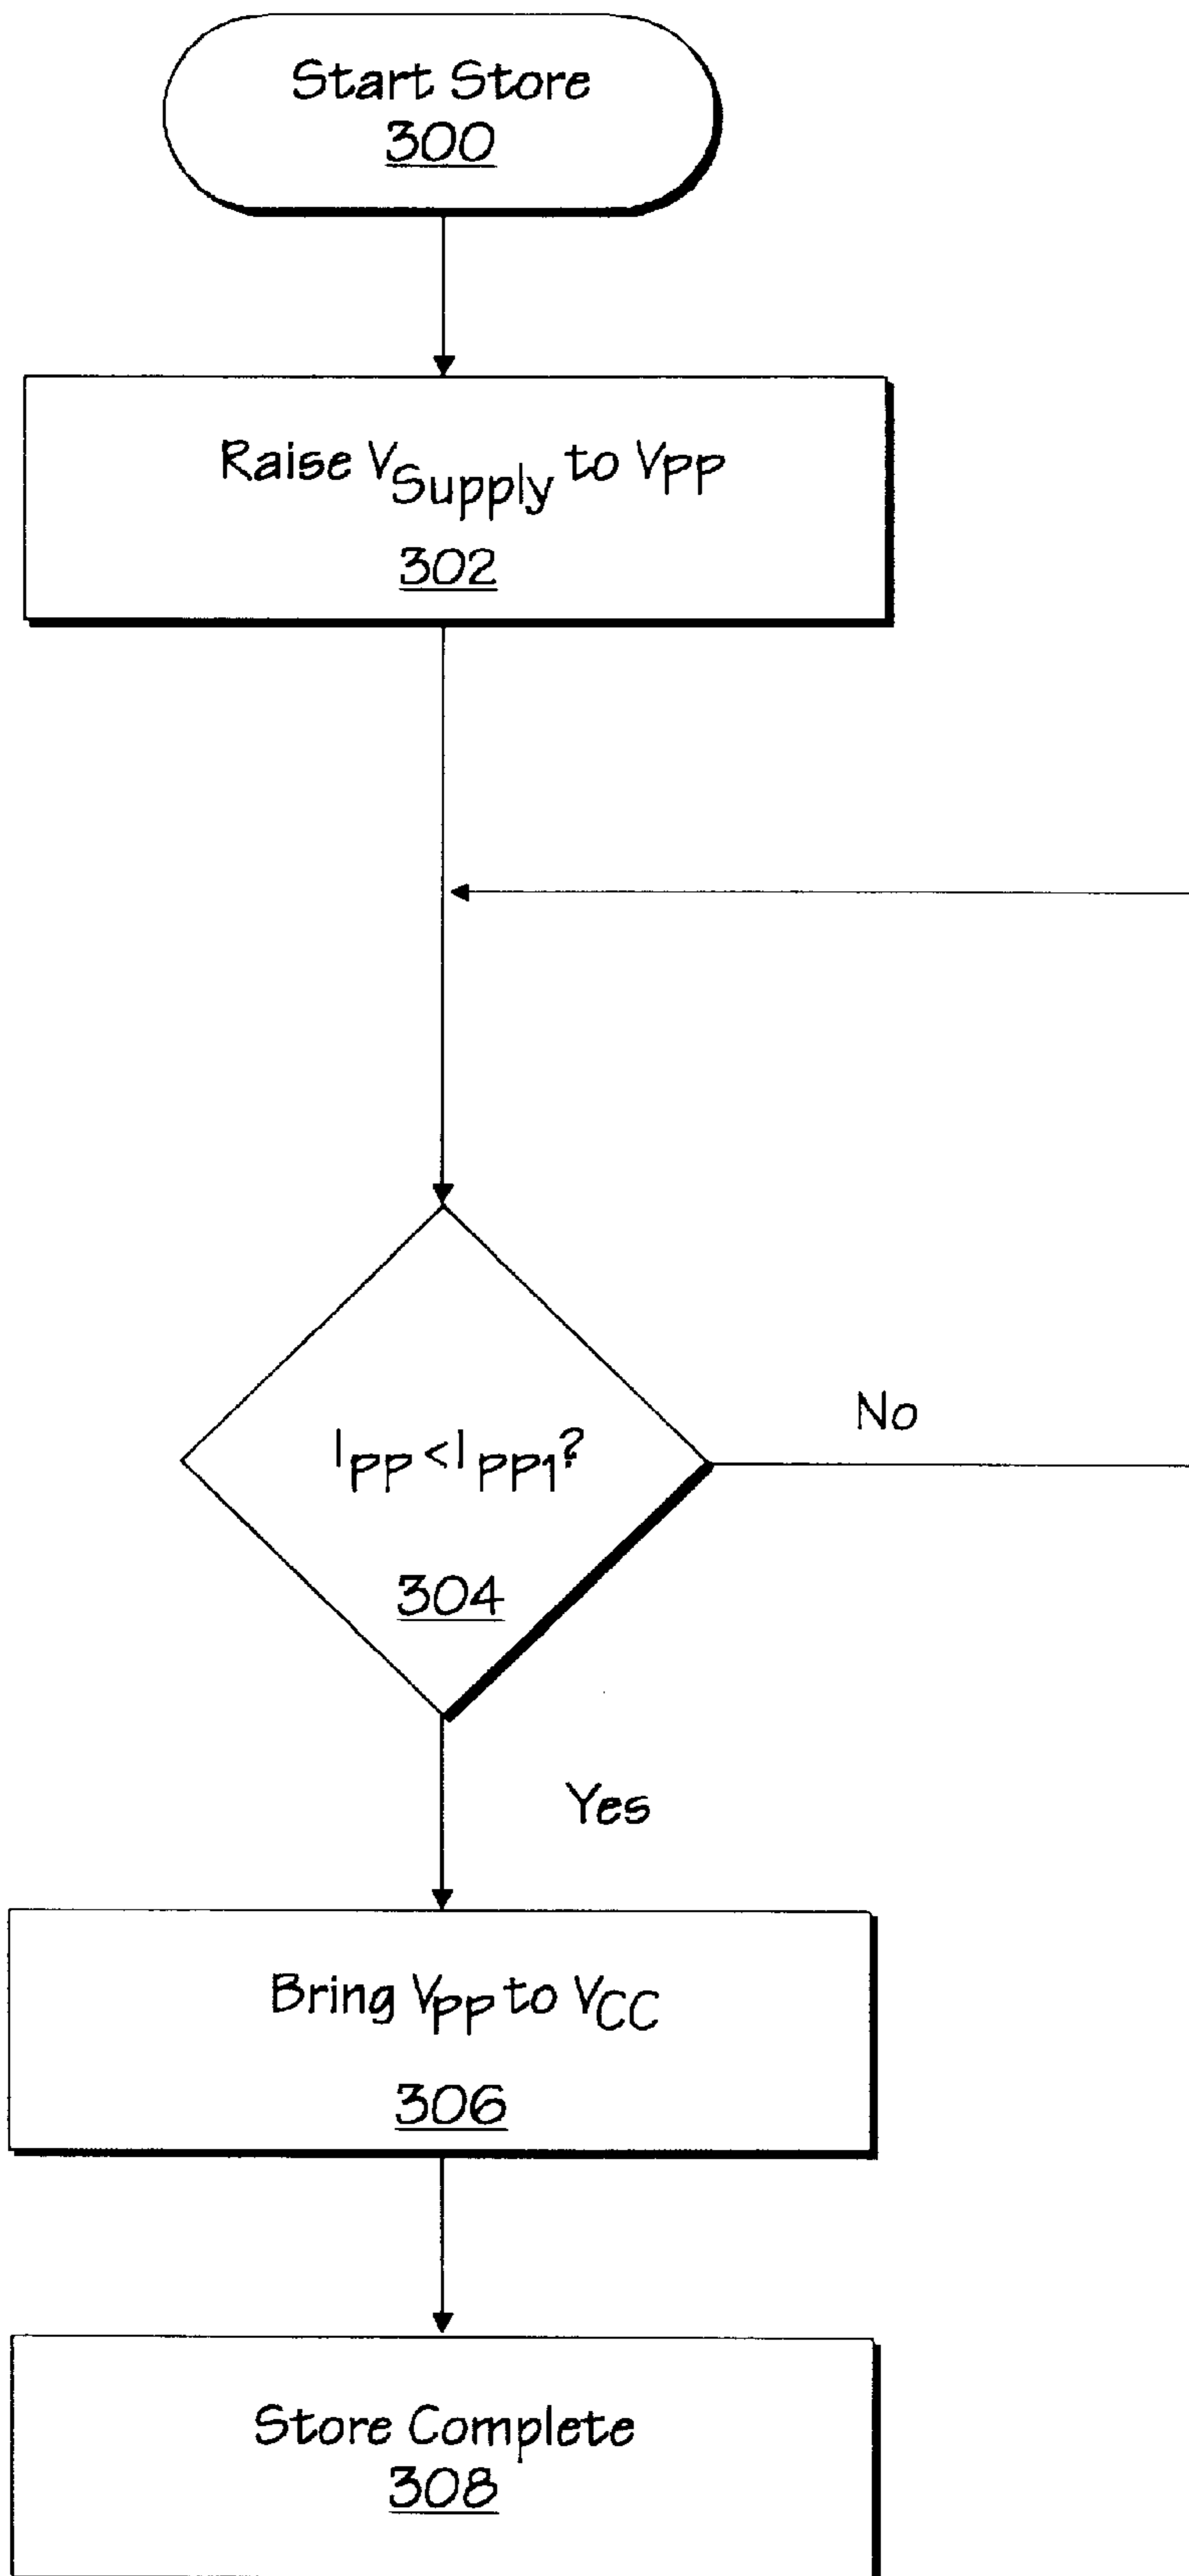 Start Store
300
Raise VSupply to VPP
302
IPP<IPP1?
304
No
Yes
Bring VPP to VCC
306
Store Complete
308